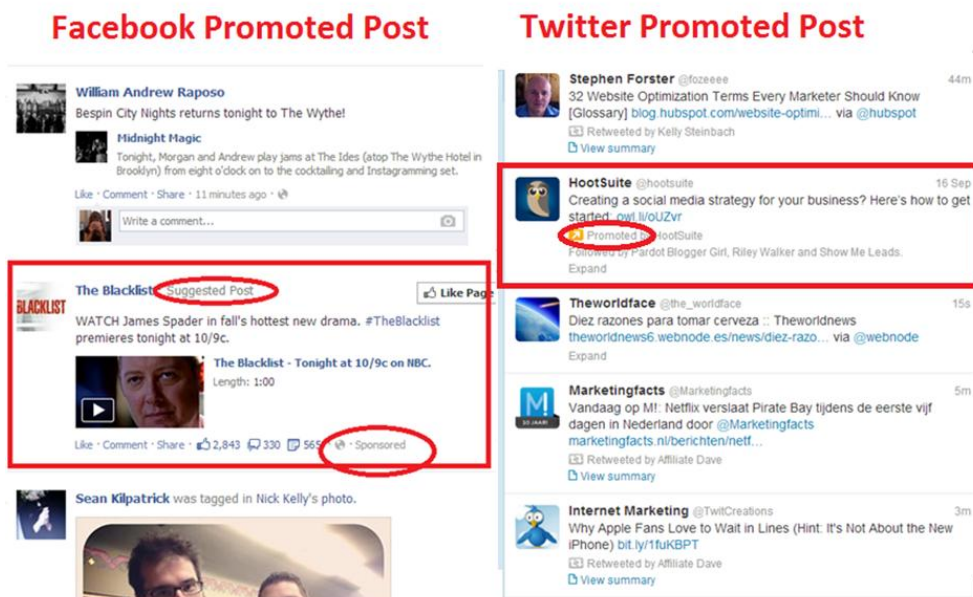 Facebook Promoted Post
William Andrew Raposo
Bespin City Nights returns tonight to The Wythe!
Midnight Magic
Tonight, Morgan and Andrew play jams at The Ides (atop The Wythe Hotel in
Brooklyn) from eight o'clock on to the cocktailing and Instagramming set.
Like · Comment · Share · 11 minutes ago ·
Write a comment...
BLACKLIST
The Blacklist Suggested Post
Like Page
WATCH James Spader in fall's hottest new drama. #TheBlacklist
premieres tonight at 10/9c.
The Blacklist - Tonight at 10/9c on NBC.
Length: 1:00
Like · Comment · Share · 2,843 330 565 · Sponsored
Sean Kilpatrick was tagged in Nick Kelly's photo.
Twitter Promoted Post
Stephen Forster @fozeeee 44m
32 Website Optimization Terms Every Marketer Should Know
[Glossary] blog.hubspot.com/website-optimi... via @hubspot
Retweeted by Kelly Steinbach
View summary
HootSuite @hootsuite 16 Sep
Creating a social media strategy for your business? Here's how to get
started: owl.li/oUZvr
Promoted by HootSuite
Followed by Pardot Blogger Girl, Riley Walker and Show Me Leads.
Expand
Theworldface @the_worldface 15s
Diez razones para tomar cerveza :: Theworldnews
theworldnews6.webnode.es/news/diez-razo... via @webnode
Expand
M
10 JAAR!
Marketingfacts @Marketingfacts 5m
Vandaag op M!: Netflix verslaat Pirate Bay tijdens de eerste vijf
dagen in Nederland door @Marketingfacts
marketingfacts.nl/berichten/netf...
Retweeted by Affiliate Dave
View summary
Internet Marketing @TwitCreations 3m
Why Apple Fans Love to Wait in Lines (Hint: It's Not About the New
iPhone) bit.ly/1fuKBPT
Retweeted by Affiliate Dave
View summary